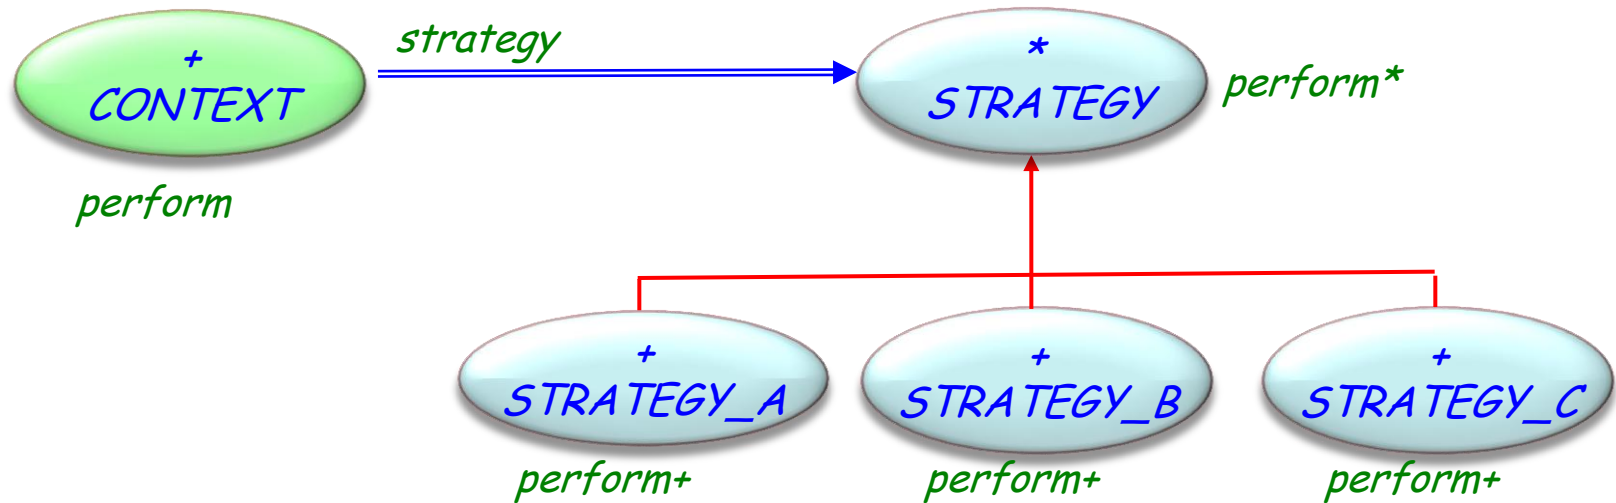 +
CONTEXT
perform
strategy
*
STRATEGY
perform*
+
STRATEGY_A
perform+
+
STRATEGY_B
perform+
+
STRATEGY_C
perform+